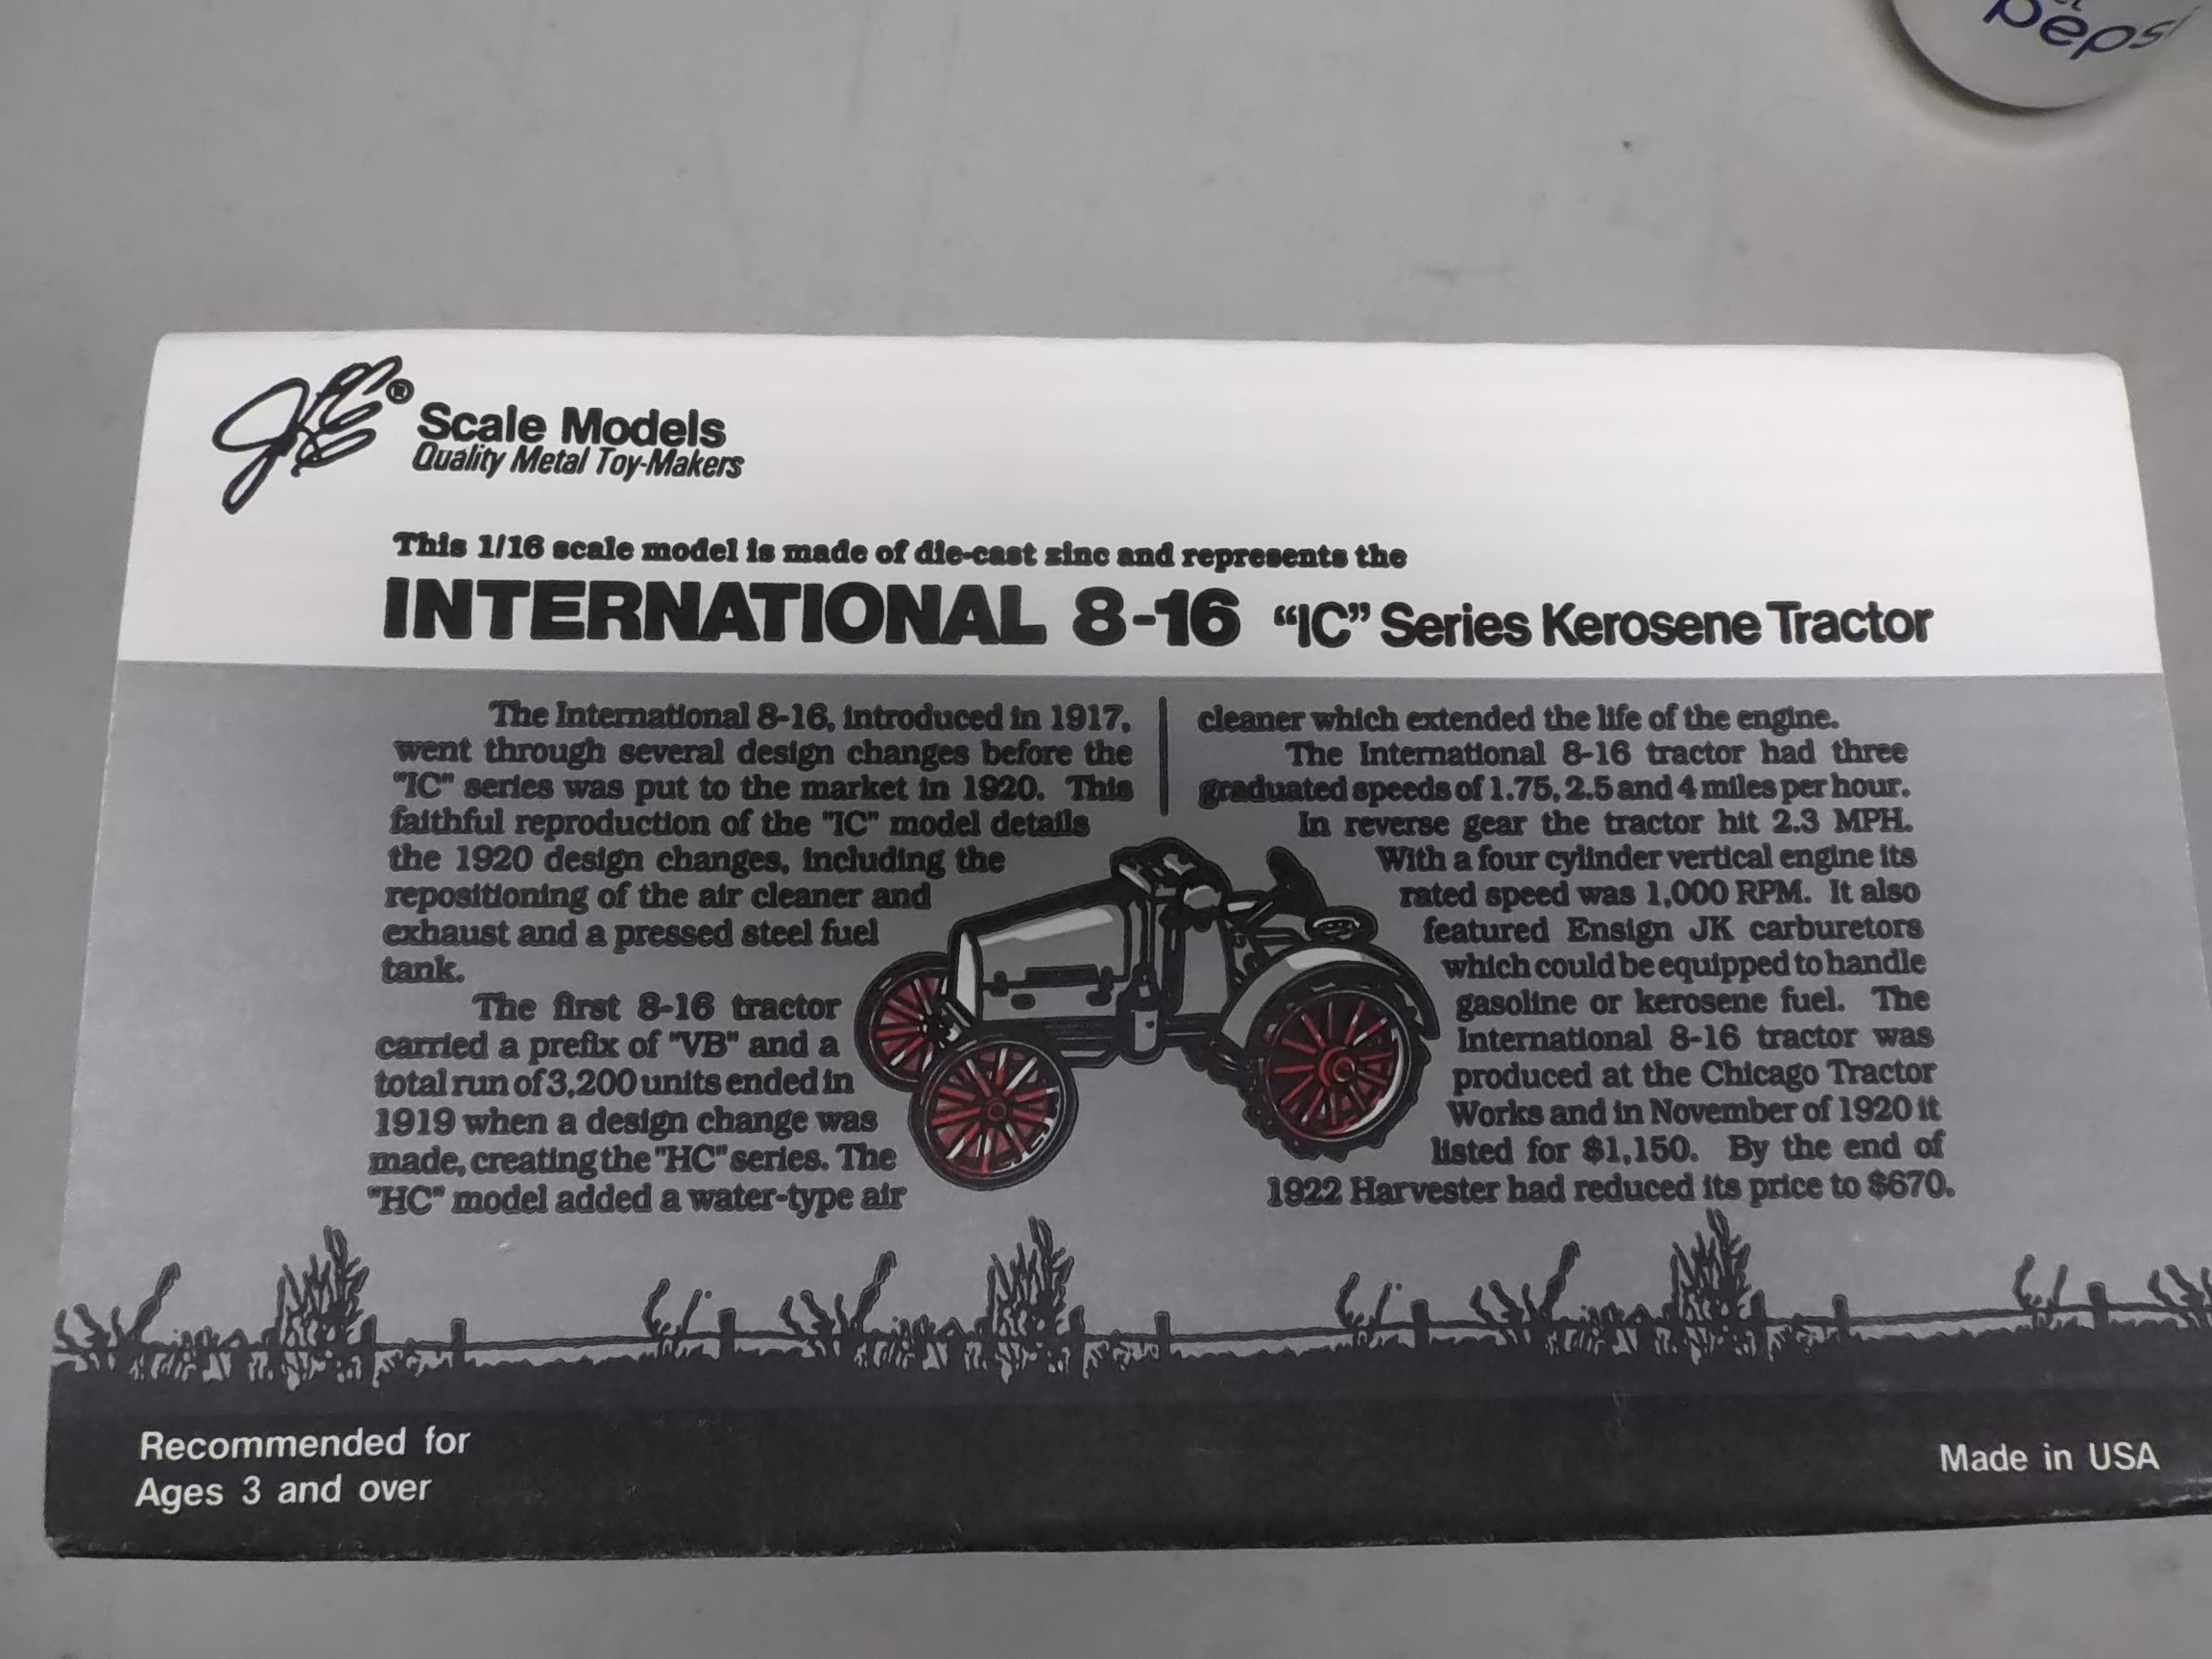 pepsi
JLE® Scale Models
Quality Metal Toy-Makers
This 1/16 scale model is made of die-cast zinc and represents the
INTERNATIONAL 8-16 “IC” Series Kerosene Tractor
The International 8-16, introduced in 1917,
went through several design changes before the
"IC" series was put to the market in 1920. This
faithful reproduction of the "IC" model details
the 1920 design changes, including the
repositioning of the air cleaner and
exhaust and a pressed steel fuel
tank.
The first 8-16 tractor
carried a prefix of "VB" and a
total run of 3,200 units ended in
1919 when a design change was
made, creating the "HC" series. The
"HC" model added a water-type air
cleaner which extended the life of the engine.
The International 8-16 tractor had three
graduated speeds of 1.75, 2.5 and 4 miles per hour.
In reverse gear the tractor hit 2.3 MPH.
With a four cylinder vertical engine its
rated speed was 1,000 RPM. It also
featured Ensign JK carburetors
which could be equipped to handle
gasoline or kerosene fuel. The
International 8-16 tractor was
produced at the Chicago Tractor
Works and in November of 1920 it
listed for $1,150. By the end of
1922 Harvester had reduced its price to $670.
Recommended for
Ages 3 and over
Made in USA